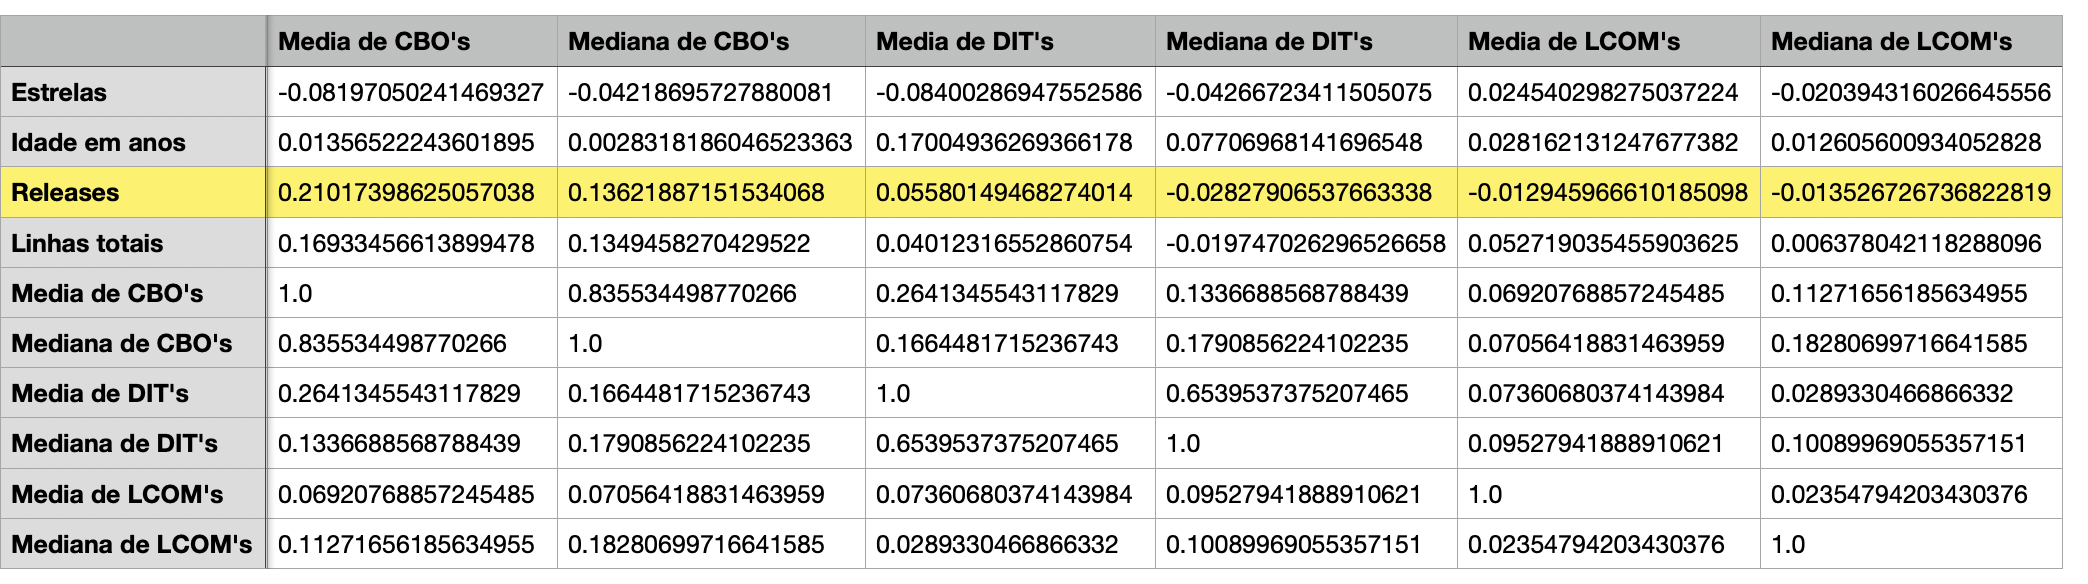 Media de CBO's Mediana de CBO's Media de DIT's Mediana de DIT's Media de LCOM's Mediana de LCOM's
Estrelas -0.08197050241469327 -0.04218695727880081 -0.08400286947552586 -0.04266723411505075 0.024540298275037224 -0.020394316026645556
Idade em anos 0.01356522243601895 0.0028318186046523363 0.17004936269366178 0.07706968141696548 0.028162131247677382 0.012605600934052828
Releases 0.21017398625057038 0.13621887151534068 0.05580149468274014 -0.02827906537663338 -0.012945966610185098 -0.013526726736822819
Linhas totais 0.169334566138994​78 0.1349458270429522 0.04012316552860754 -0.019747026296526658 0.052719035455903625 0.006378042118288096
Media de CBO's 1.0 0.835534498770266 0.2641345543117829 0.1336688568788439 0.06920768857245485 0.11271656185634955
Mediana de CBO's 0.835534498770266 1.0 0.1664481715236743 0.1790856224102235 0.07056418831463959 0.18280699716641585
Media de DIT's 0.2641345543117829 0.1664481715236743 1.0 0.6539537375207465 0.07360680374143984 0.0289330466866332
Mediana de DIT's 0.1336688568788439 0.1790856224102235 0.6539537375207465 1.0 0.09527941888910621 0.10089969055357151
Media de LCOM's 0.06920768857245485 0.07056418831463959 0.07360680374143984 0.09527941888910621 1.0 0.02354794203430376
Mediana de LCOM's 0.11271656185634955 0.18280699716641585 0.0289330466866332 0.10089969055357151 0.02354794203430376 1.0